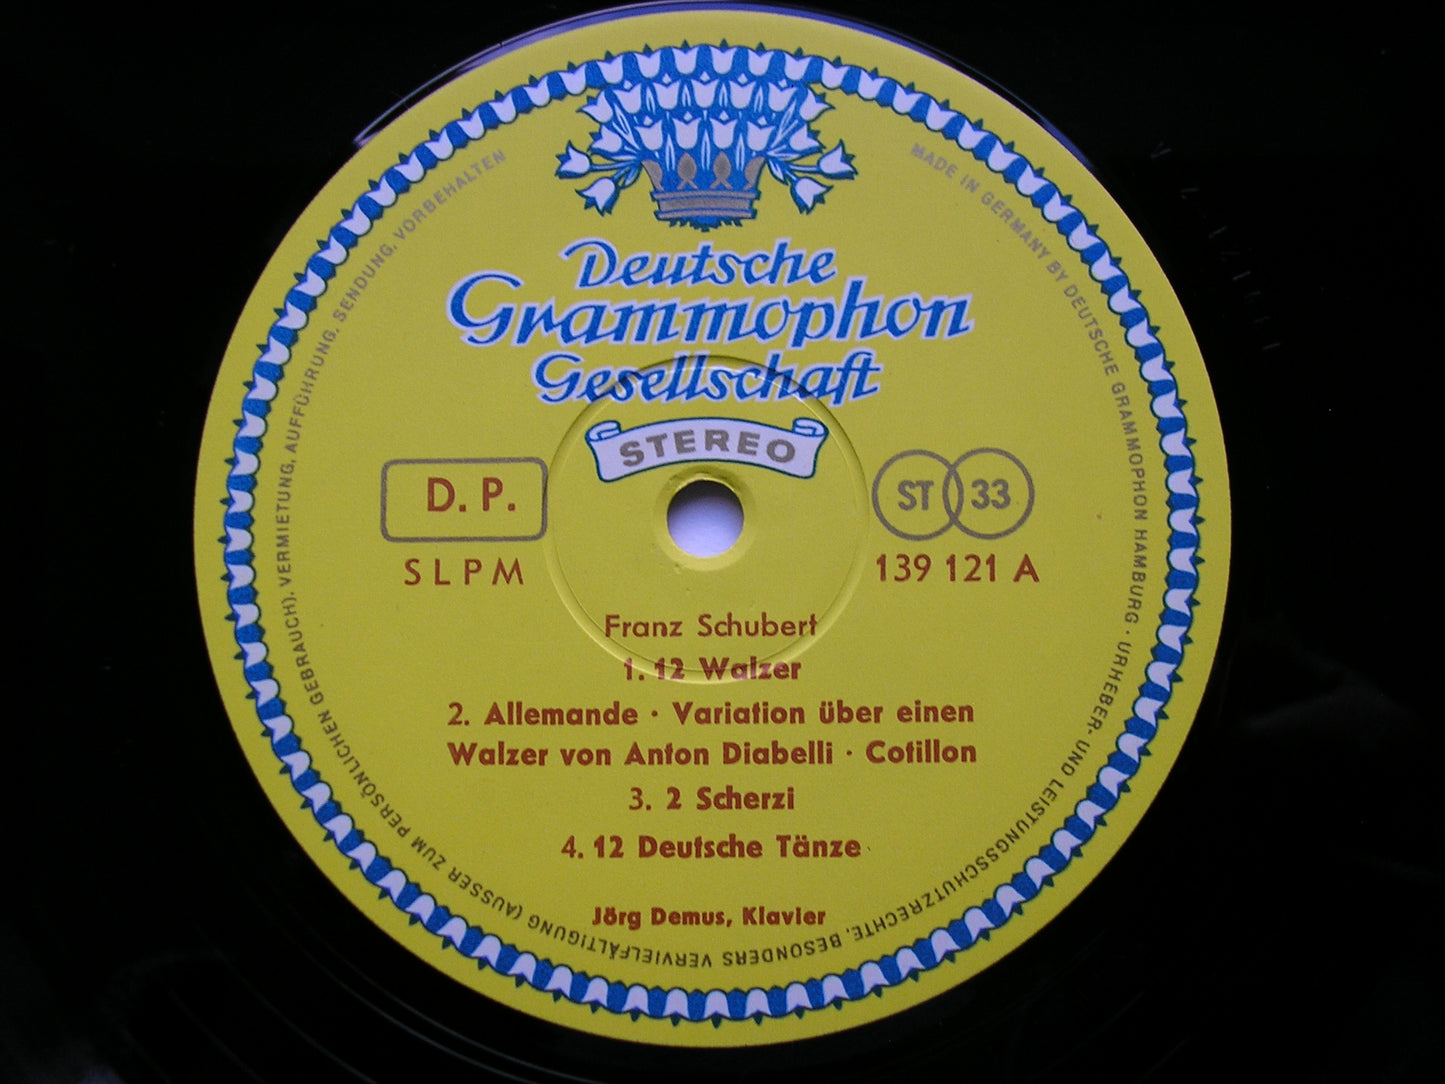 Deutsche
Grammophon
Gesellschaft
STEREO
D. P.
SLPM
ST 33
139 121 A
Franz Schubert
1. 12 Walzer
2. Allemande · Variation über einen
Walzer von Anton Diabelli · Cotillon
3. 2 Scherzi
4. 12 Deutsche Tänze
Jörg Demus, Klavier
MADE IN GERMANY BY DEUTSCHE GRAMMOPHON HAMBURG · URHEBER- UND LEISTUNGSSCHUTZRECHTE, BESONDERS VERVIELFÄLTIGUNG (AUSSER ZUM PERSÖNLICHEN GEBRAUCH), VERMIETUNG, AUFFÜHRUNG, SENDUNG, VORBEHALTEN